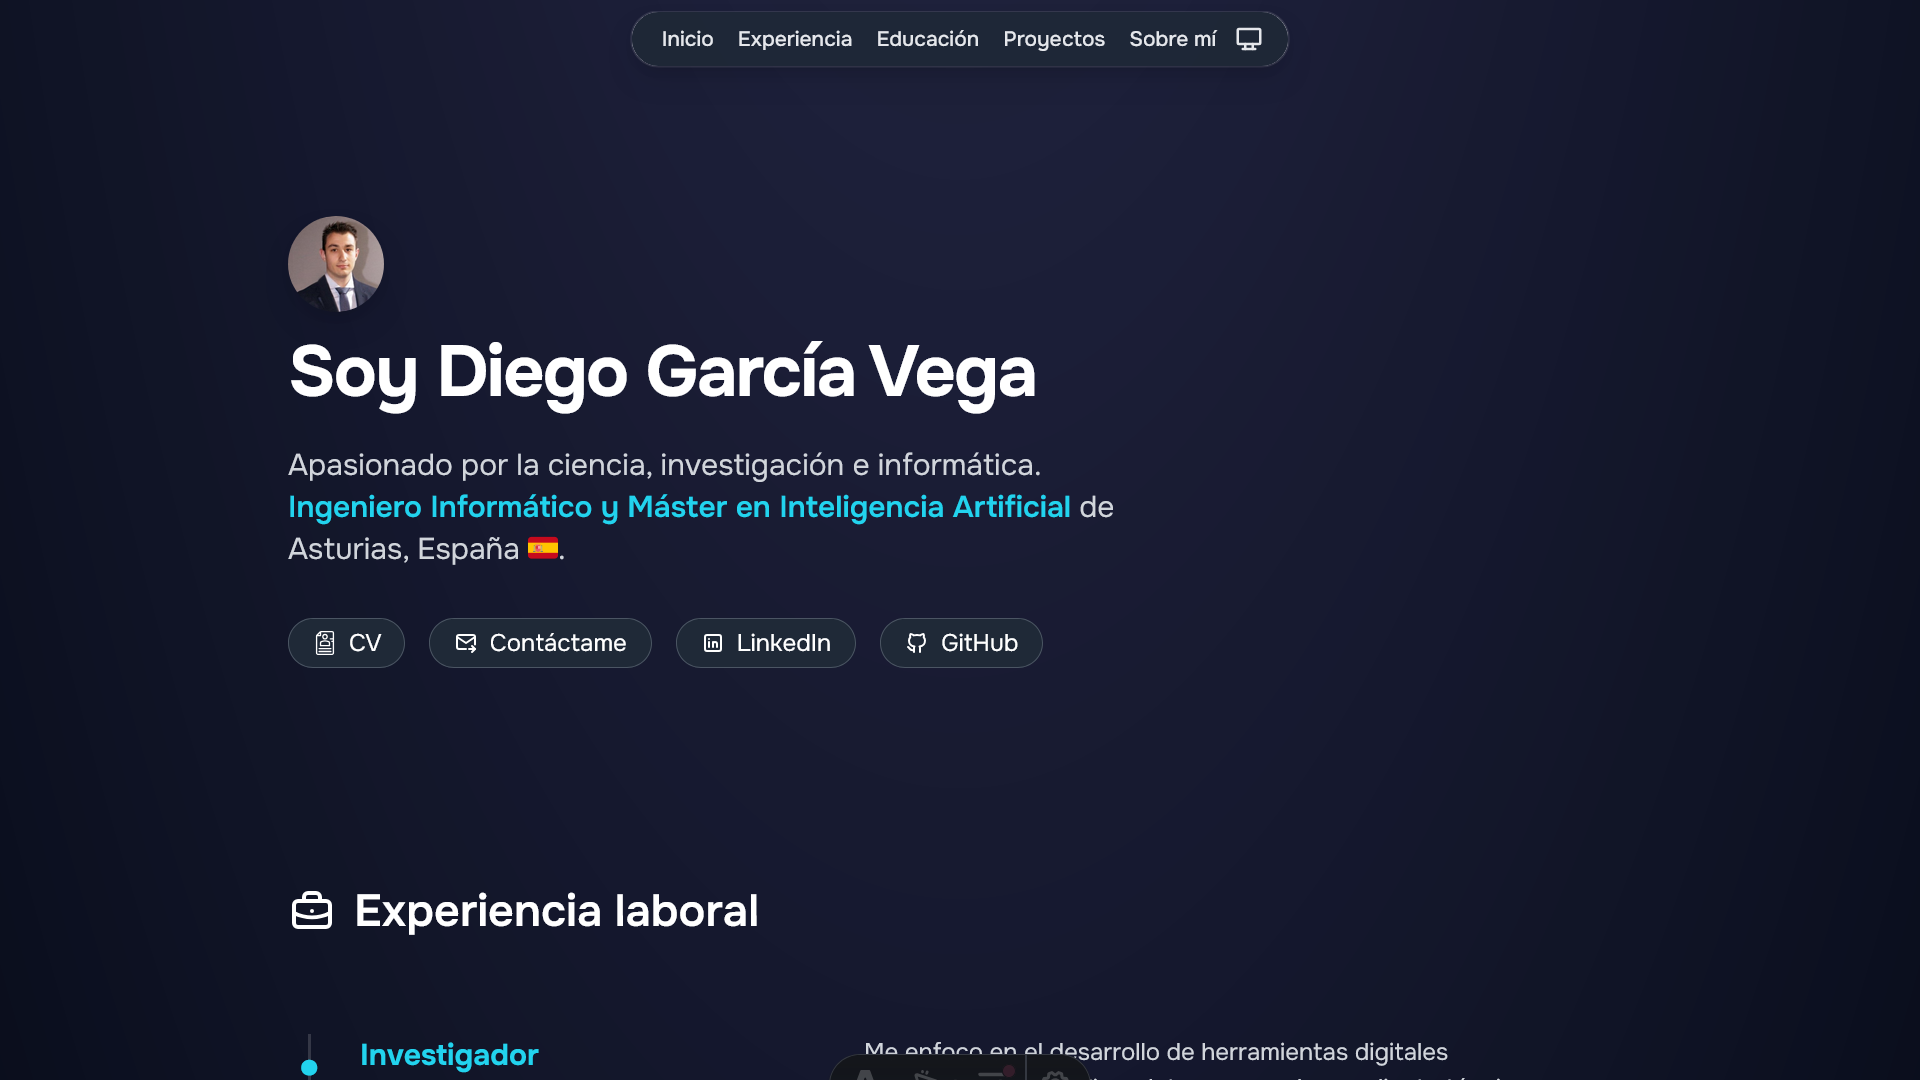 Inicio Experiencia Educación Proyectos Sobre mí
Soy Diego García Vega
Apasionado por la ciencia, investigación e informática.
Ingeniero Informático y Máster en Inteligencia Artificial de
Asturias, España 🇪🇸.
CV Contáctame LinkedIn GitHub
Experiencia laboral
Investigador
Me enfoco en el desarrollo de herramientas digitales